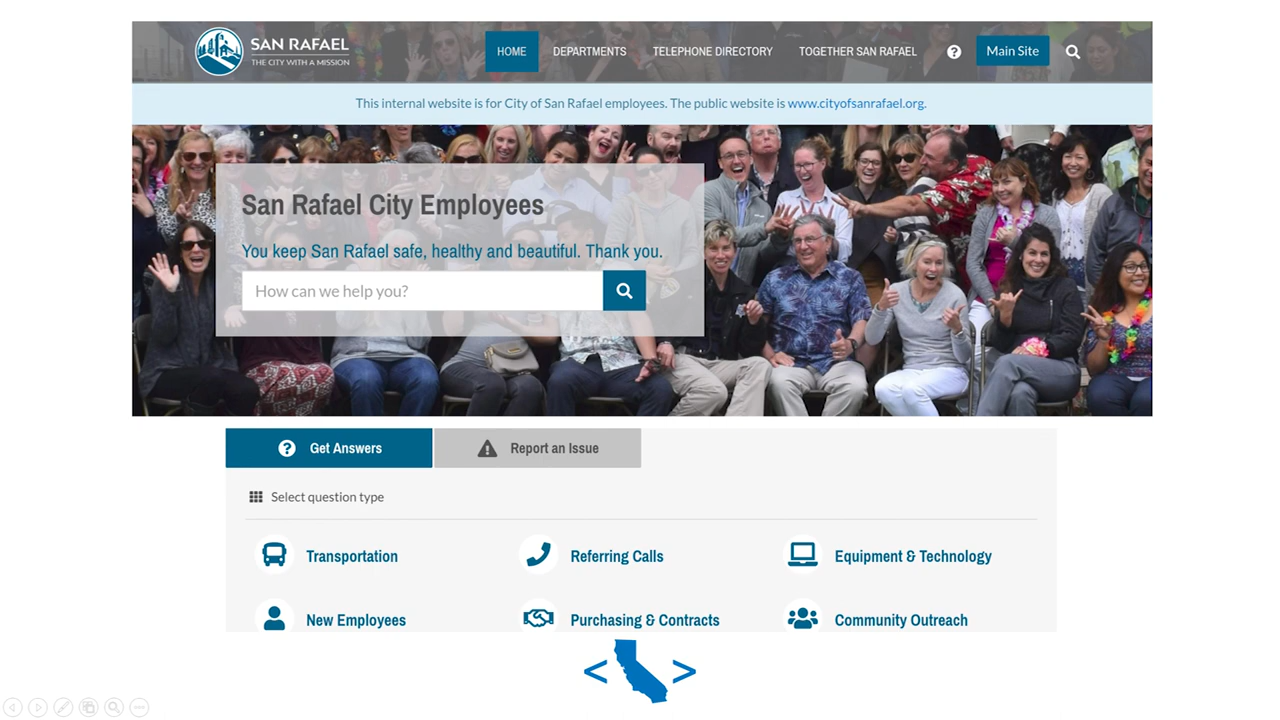 SAN RAFAEL
THE CITY WITH A MISSION
HOME DEPARTMENTS TELEPHONE DIRECTORY TOGETHER SAN RAFAEL Main Site
This internal website is for City of San Rafael employees. The public website is www.cityofsanrafael.org.
San Rafael City Employees
You keep San Rafael safe, healthy and beautiful. Thank you.
How can we help you?
Get Answers Report an Issue
Select question type
Transportation Referring Calls Equipment & Technology
New Employees Purchasing & Contracts Community Outreach
< >